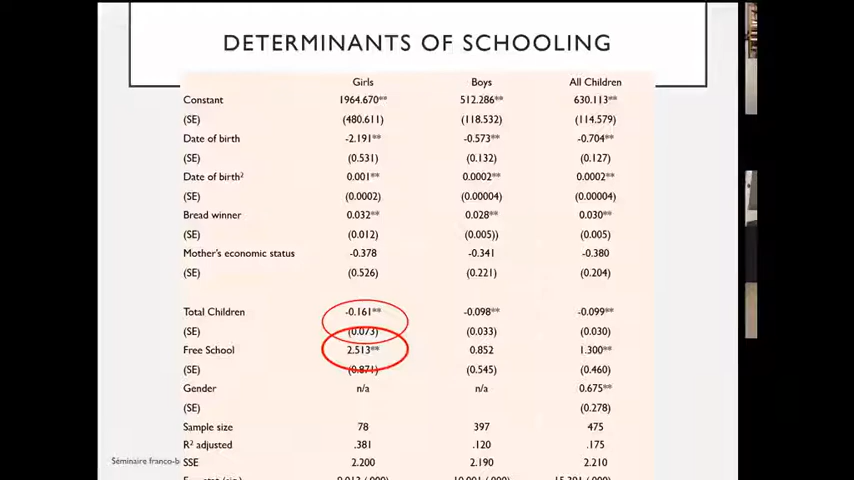 DETERMINANTS OF SCHOOLING
Girls Boys All Children
Constant 1964.670** 512.286** 630.113**
(SE) (480.611) (118.532) (114.579)
Date of birth -2.191** -0.573** -0.704**
(SE) (0.531) (0.132) (0.127)
Date of birth² 0.001** 0.0002** 0.0002**
(SE) (0.0002) (0.00004) (0.00004)
Bread winner 0.032** 0.028** 0.030**
(SE) (0.012) (0.005)) (0.005)
Mother's economic status -0.378 -0.341 -0.380
(SE) (0.526) (0.221) (0.204)
Total Children -0.161** -0.098** -0.099**
(SE) (0.073) (0.033) (0.030)
Free School 2.513** 0.852 1.300**
(SE) (0.871) (0.545) (0.460)
Gender n/a n/a 0.675**
(SE) (0.278)
Sample size 78 397 475
R² adjusted .381 .120 .175
Séminaire franco-b
SSE 2.200 2.190 2.210